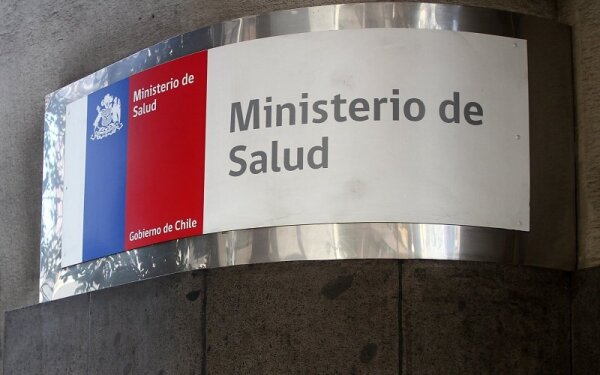 Ministerio de
Salud
Gobierno de Chile
Ministerio de
Salud